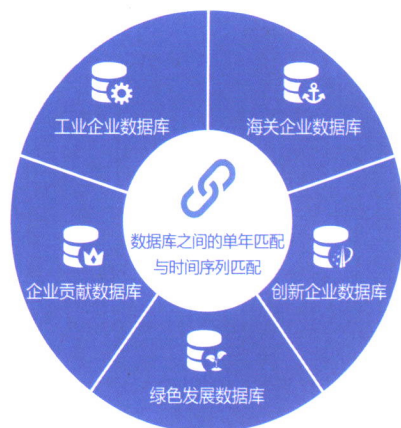 工业企业数据库
海关企业数据库
数据库之间的单年匹配
与时间序列匹配
企业贡献数据库
创新企业数据库
绿色发展数据库